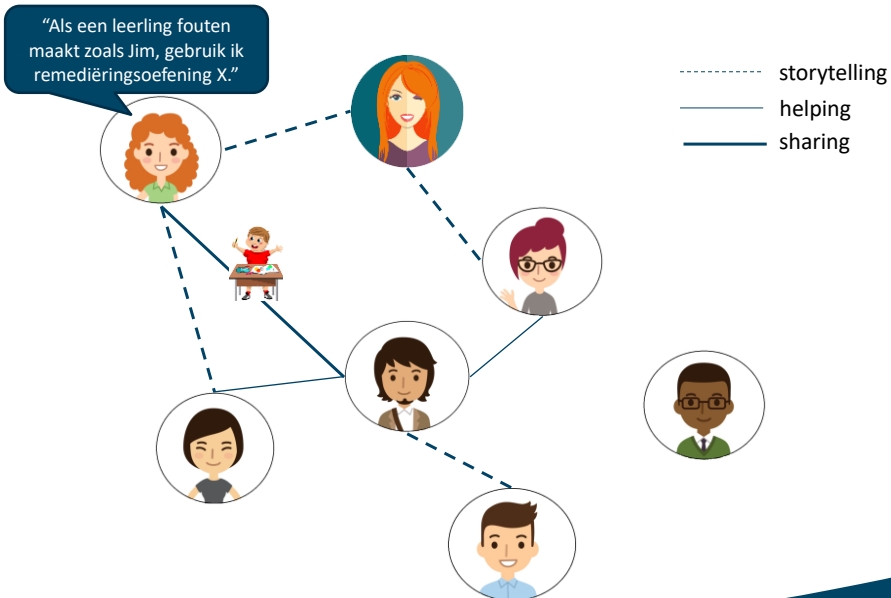 “Als een leerling fouten
maakt zoals Jim, gebruik ik
remediëringsoefening X.”
storytelling
helping
sharing